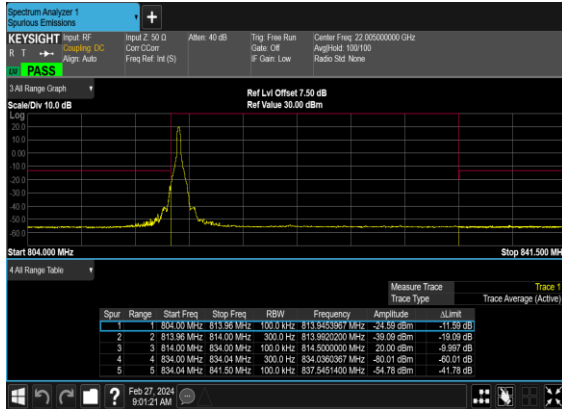 Spectrum Analyzer 1
Spurious Emissions
KEYSIGHT Input: RF Input Z: 50 Ω Atten: 40 dB Trig: Free Run Center Freq: 22.005000000 GHz
R T Coupling: DC Corr CCorr Gate: Off Avg|Hold: 100/100
Align: Auto Freq Ref: Int (S) IF Gain: Low Radio Std: None
PASS
3 All Range Graph
Ref Lvl Offset 7.50 dB
Scale/Div 10.0 dB Ref Value 30.00 dBm
Log
20.0
10.0
0.00
-10.0
-20.0
-30.0
-40.0
-50.0
-60.0
Start 804.000 MHz Stop 841.500 MH
4 All Range Table
Measure Trace Trace 1
Trace Type Trace Average (Active)
Spur Range Start Freq Stop Freq RBW Frequency Amplitude ΔLimit
1 1 804.00 MHz 813.96 MHz 100.0 kHz 813.9453967 MHz -24.59 dBm -11.59 dB
2 2 813.96 MHz 814.00 MHz 300.0 Hz 813.9920200 MHz -39.09 dBm -19.09 dB
3 3 814.00 MHz 834.00 MHz 100.0 kHz 814.5000000 MHz 20.00 dBm -9.997 dB
4 4 834.00 MHz 834.04 MHz 300.0 Hz 834.0360367 MHz -80.01 dBm -60.01 dB
5 5 834.04 MHz 841.50 MHz 100.0 kHz 837.5451400 MHz -54.78 dBm -41.78 dB
Feb 27, 2024
9:01:21 AM